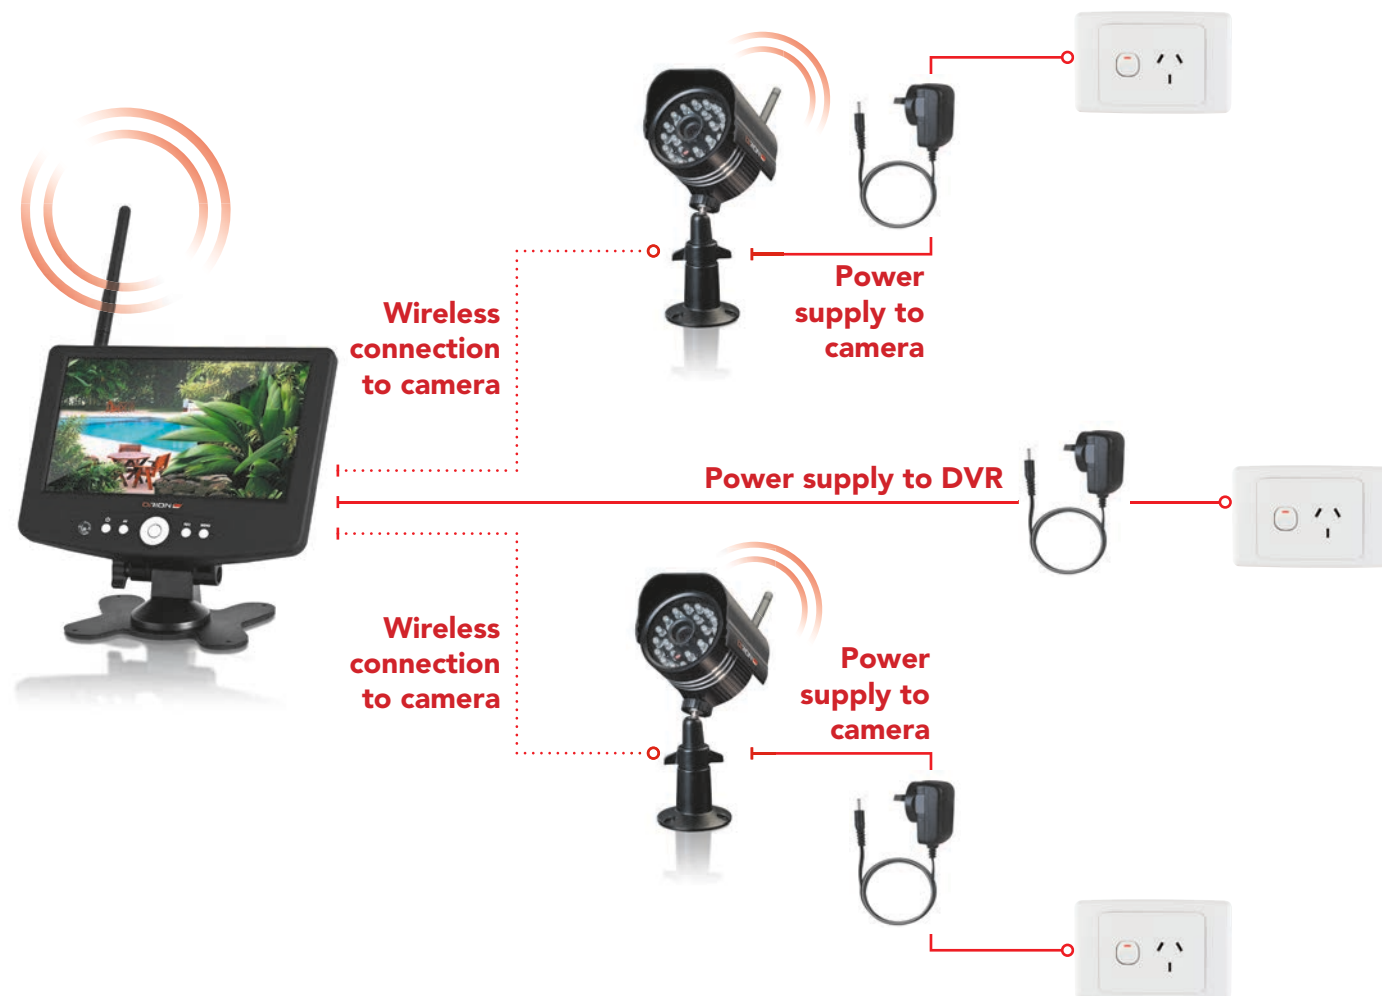 Wireless
connection
to camera
Power
supply to
camera
Power supply to DVR
Wireless
connection
to camera
Power
supply to
camera